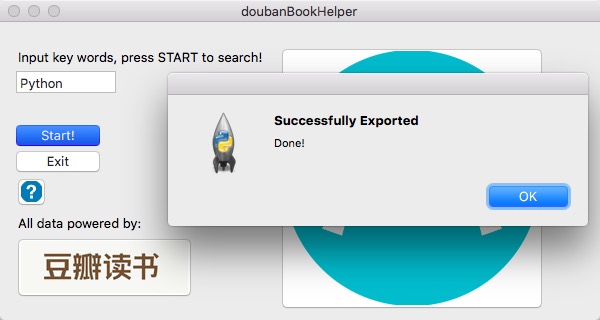 doubanBookHelper
Input key words, press START to search!
Python
Start!
Exit
?
All data powered by:
豆瓣读书
Successfully Exported
Done!
OK